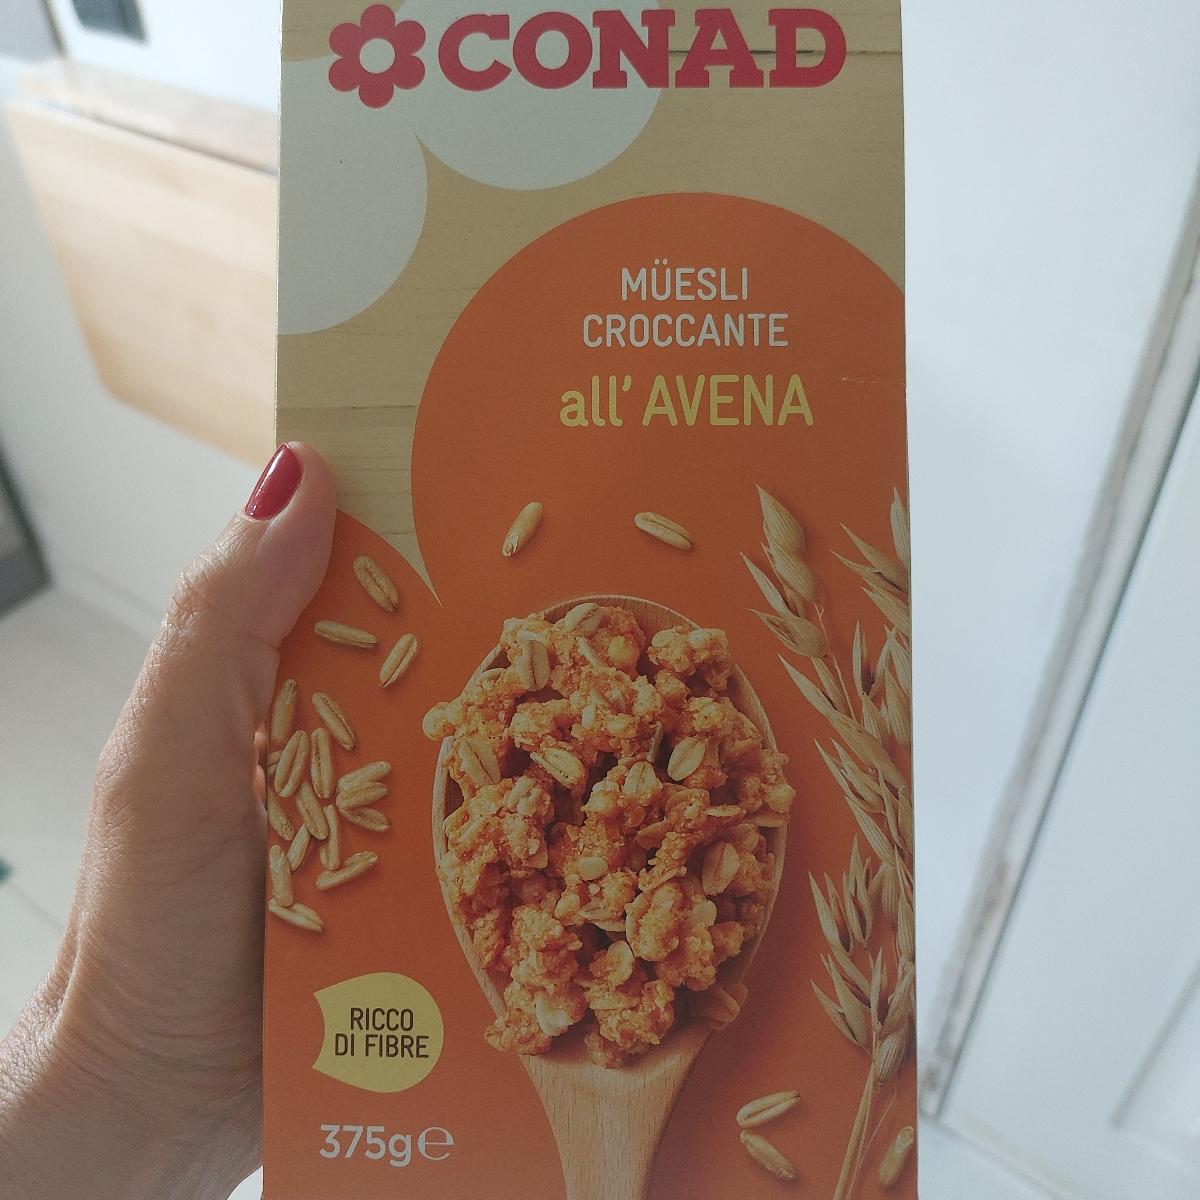 CONAD
MÜESLI
CROCCANTE
all' AVENA
RICCO
DI FIBRE
375g℮